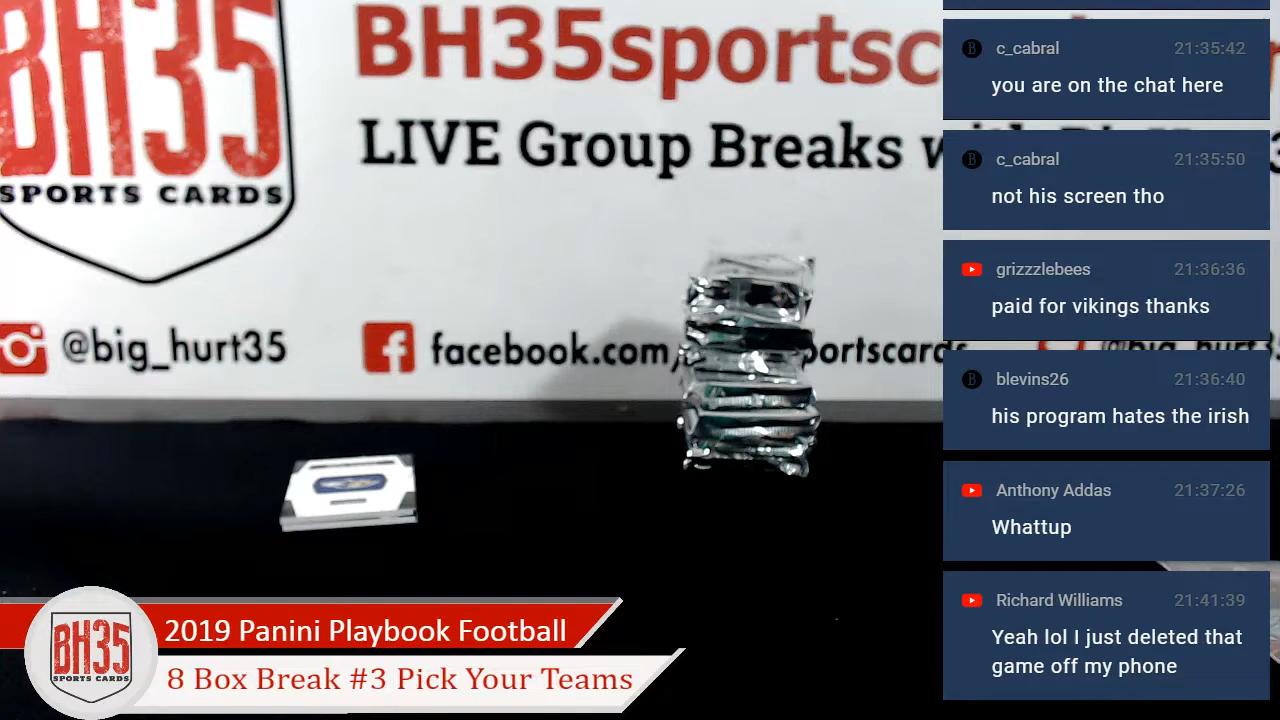 BH35
SPORTS CARDS
BH35sportsc
LIVE Group Breaks
@big_hurt35
facebook.com/
portscards
c_cabral 21:35:42
you are on the chat here
c_cabral 21:35:50
not his screen tho
grizzzlebees 21:36:36
paid for vikings thanks
blevins26 21:36:40
his program hates the irish
Anthony Addas 21:37:26
Whattup
Richard Williams 21:41:39
Yeah lol I just deleted that
game off my phone
BH35
SPORTS CARDS
2019 Panini Playbook Football
8 Box Break #3 Pick Your Teams